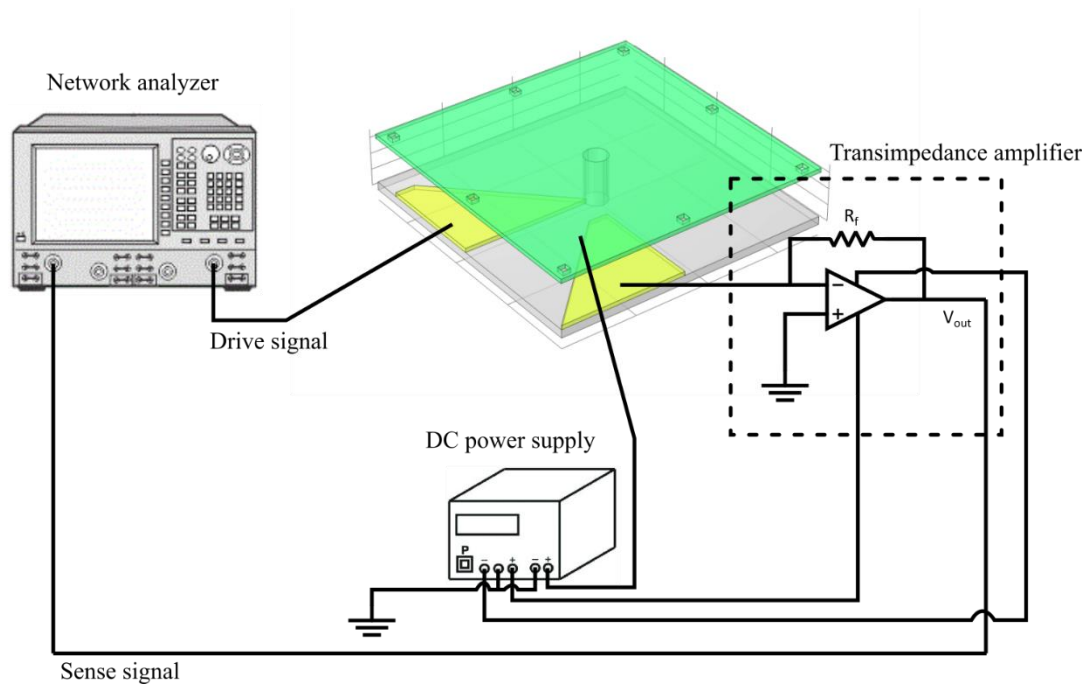 Network analyzer
Transimpedance amplifier
Rf
−
+
Vout
Drive signal
DC power supply
P
− + − +
Sense signal